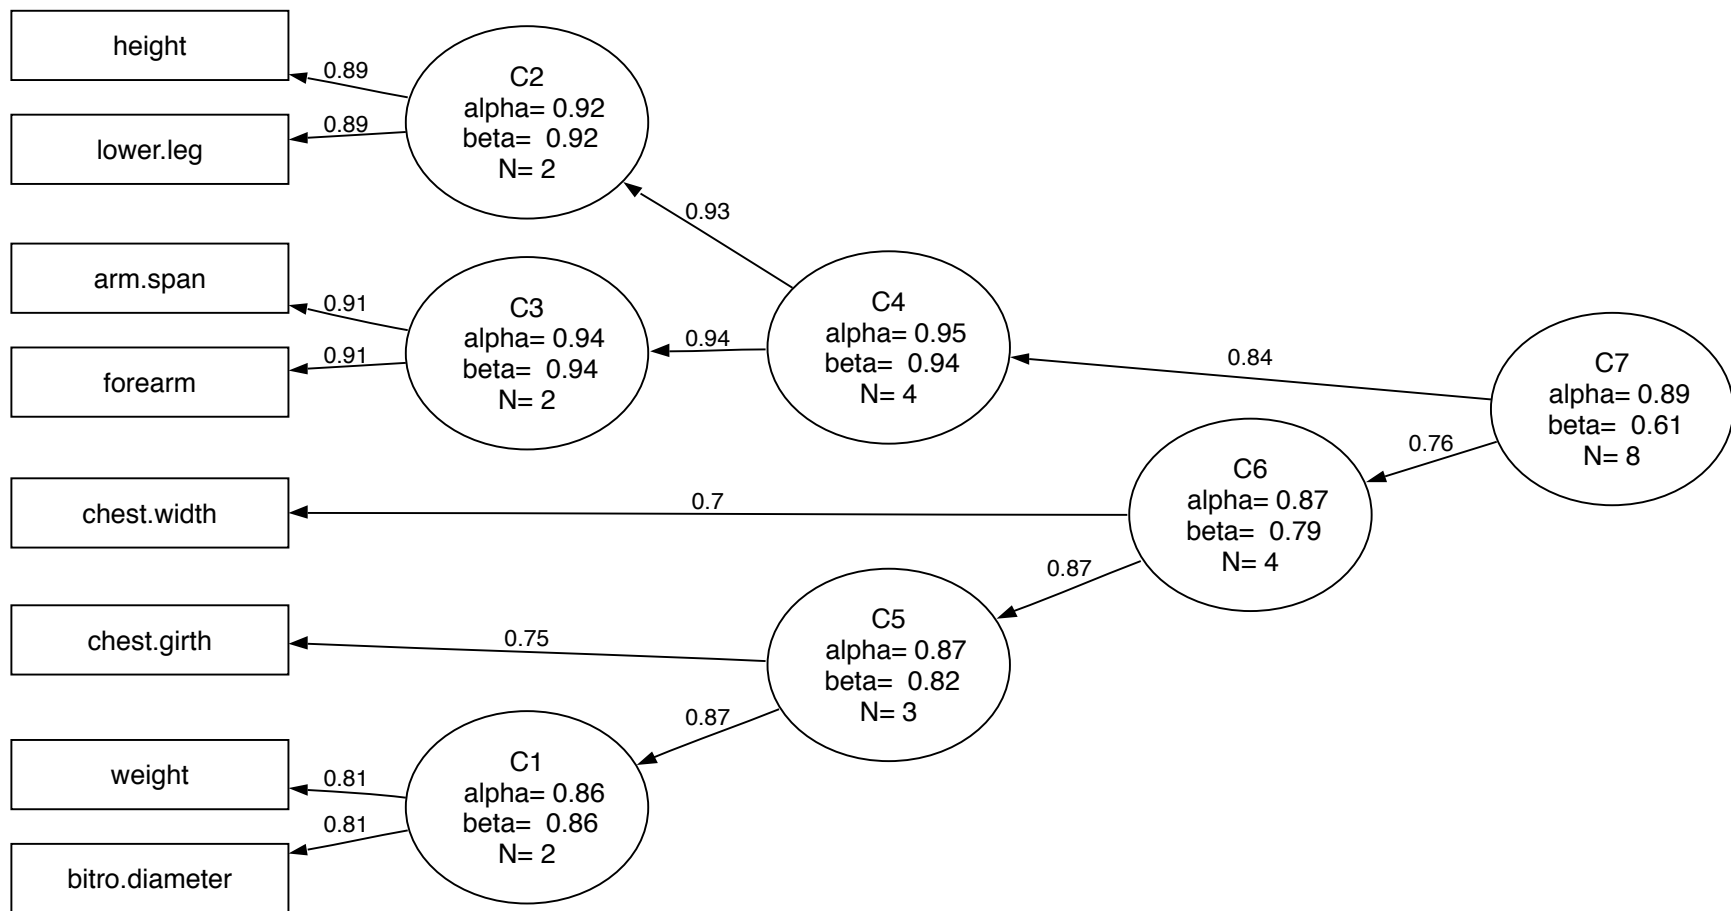 height
lower.leg
arm.span
forearm
chest.width
chest.girth
weight
bitro.diameter
0.89
0.89
0.91
0.91
0.7
0.75
0.81
0.81
C2
alpha= 0.92
beta= 0.92
N= 2
C3
alpha= 0.94
beta= 0.94
N= 2
C1
alpha= 0.86
beta= 0.86
N= 2
0.93
0.94
0.87
C4
alpha= 0.95
beta= 0.94
N= 4
C5
alpha= 0.87
beta= 0.82
N= 3
0.84
0.87
C6
alpha= 0.87
beta= 0.79
N= 4
0.76
C7
alpha= 0.89
beta= 0.61
N= 8